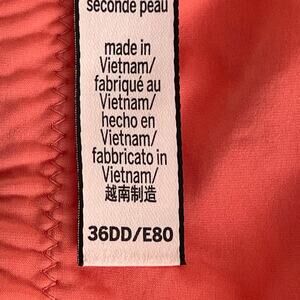 seconde peau
made in
Vietnam/
fabriqué au
Vietnam/
hecho en
Vietnam/
fabbricato in
Vietnam/
越南制造
36DD/E80